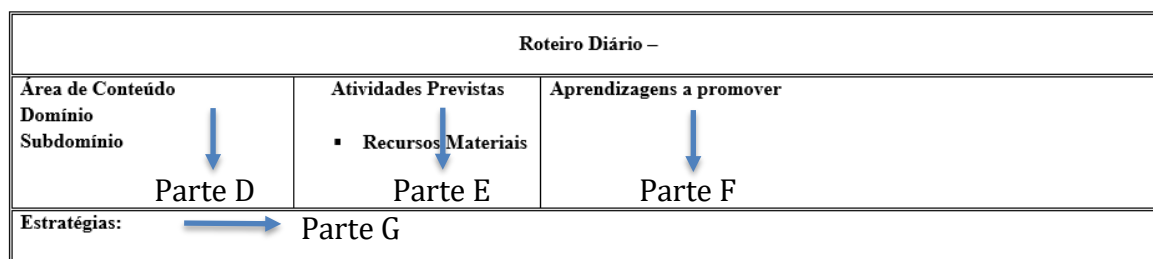 Roteiro Diário –
Área de Conteúdo
Domínio
Subdomínio
Parte D
Atividades Previstas
▪ Recursos Materiais
Parte E
Aprendizagens a promover
Parte F
Estratégias:
Parte G